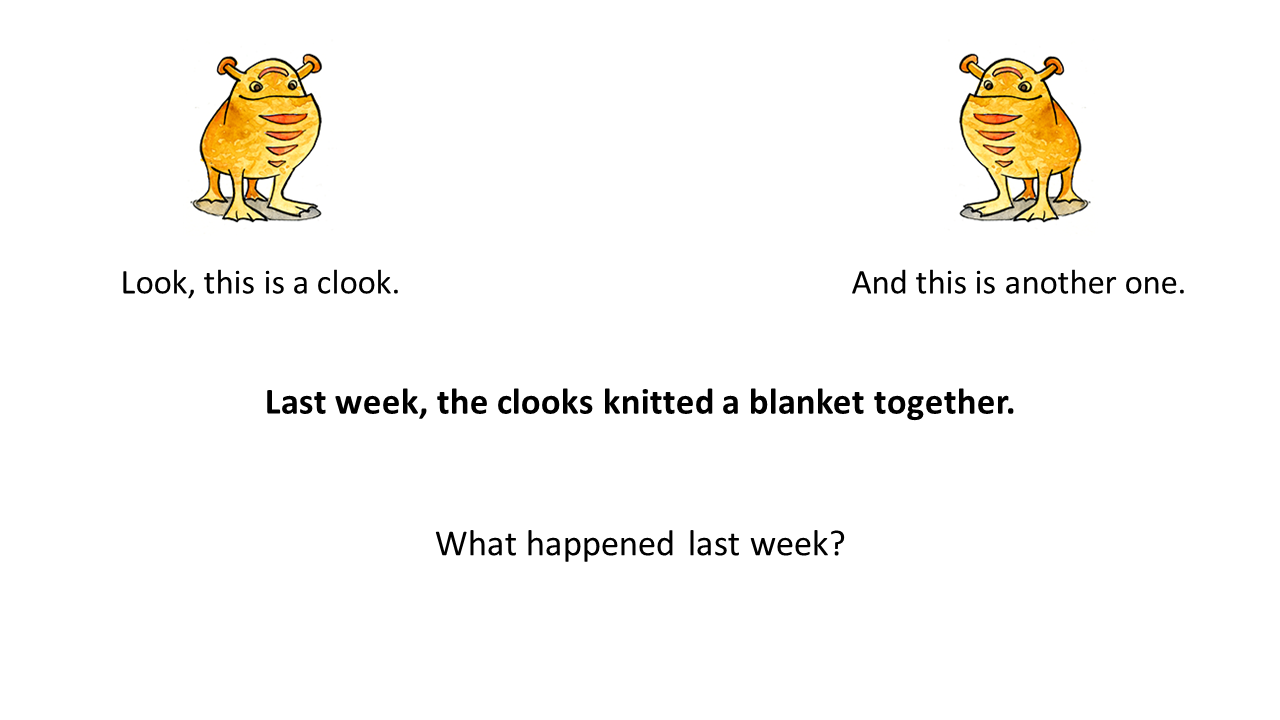 Look, this is a clook.
And this is another one.
Last week, the clooks knitted a blanket together.
What happened last week?